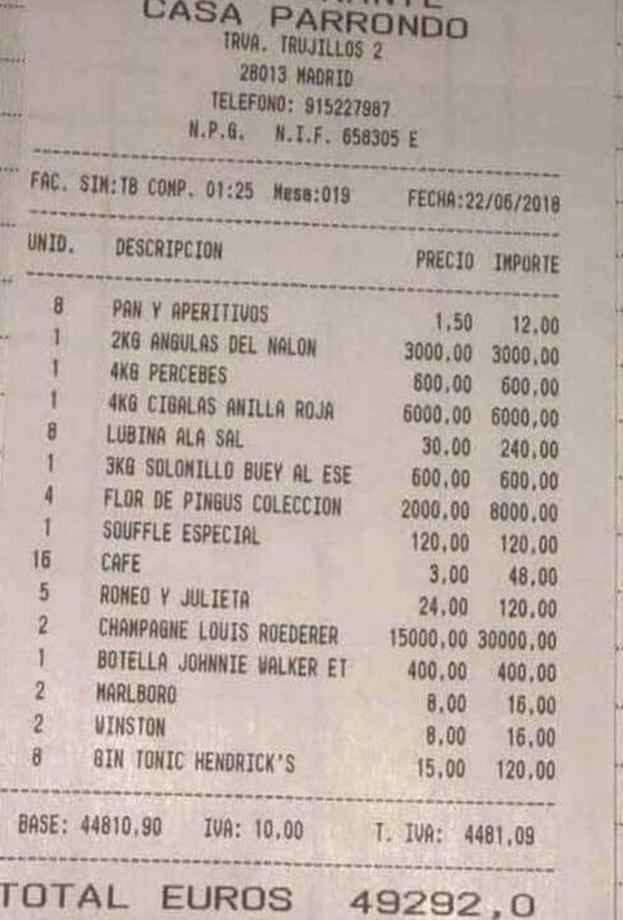 CASA PARRONDO
TRVA. TRUJILLOS 2
28013 MADRID
TELEFONO: 915227987
N.P.G. N.I.F. 658305 E
FAC. SIM:TB COMP. 01:25 Mesa:019 FECHA:22/06/2018
UNID. DESCRIPCION PRECIO IMPORTE
8 PAN Y APERITIVOS 1,50 12,00
1 2KG ANGULAS DEL NALON 3000,00 3000,00
1 4KG PERCEBES 600,00 600,00
1 4KG CIGALAS ANILLA ROJA 6000,00 6000,00
8 LUBINA ALA SAL 30,00 240,00
1 3KG SOLOMILLO BUEY AL ESE 600,00 600,00
4 FLOR DE PINGUS COLECCION 2000,00 8000,00
1 SOUFFLE ESPECIAL 120,00 120,00
16 CAFE 3,00 48,00
5 ROMEO Y JULIETA 24,00 120,00
2 CHAMPAGNE LOUIS ROEDERER 15000,00 30000,00
1 BOTELLA JOHNNIE WALKER ET 400,00 400,00
2 MARLBORO 8,00 16,00
2 WINSTON 8,00 16,00
8 GIN TONIC HENDRICK'S 15,00 120,00
BASE: 44810,90 IVA: 10,00 T. IVA: 4481,09
TOTAL EUROS 49292,0